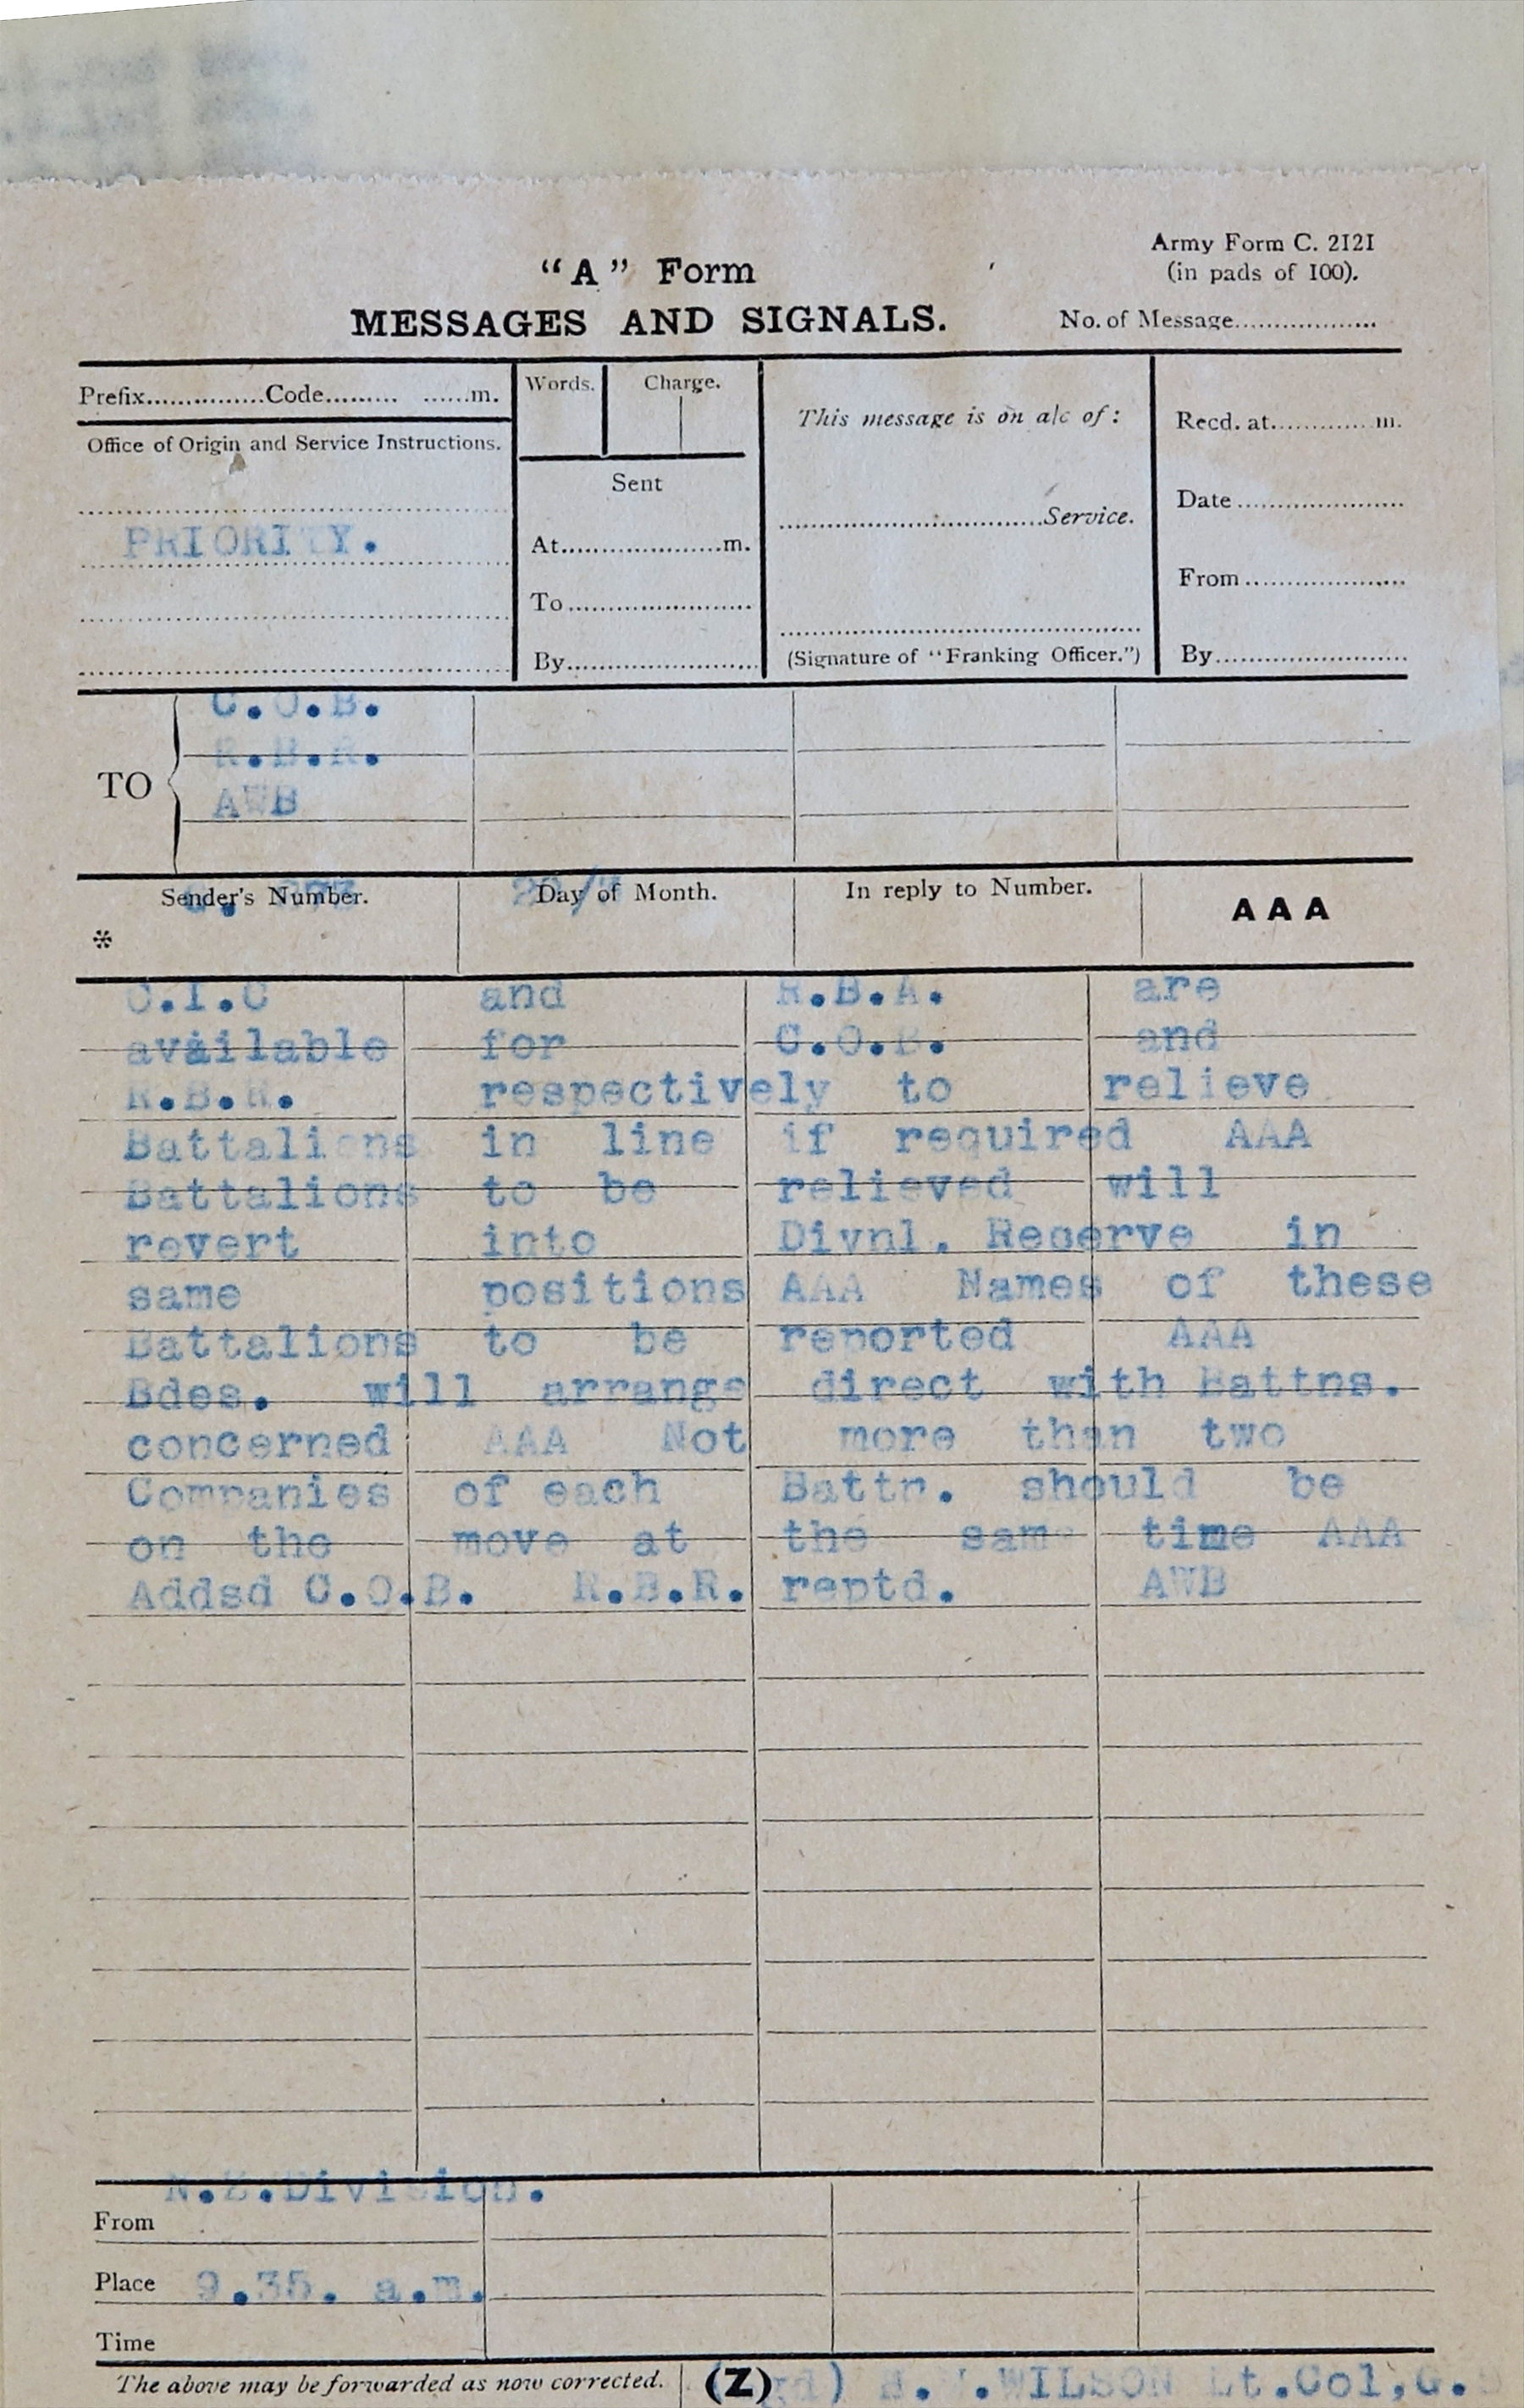 "A" Form
MESSAGES AND SIGNALS.
Army Form C. 2121
(in pads of 100).
No. of Message
Prefix Code m.
Words. Charge.
This message is on a/c of:
Recd. at m.
Office of Origin and Service Instructions.
Sent
Service.
Date
PRIORITY.
At m.
From
To
By
(Signature of "Franking Officer.")
By
TO
C.O.B.
R.B.R.
AWB
Sender's Number.
Day of Month.
In reply to Number.
AAA
*
C.I.C and R.B.A. are
available for C.O.B. and
R.B.R. respectively to relieve
Battalions in line if required AAA
Battalions to be relieved will
revert into Divnl. Reserve in
same positions AAA Names of these
Battalions to be reported AAA
Bdes. will arrange direct with Battns.
concerned AAA Not more than two
Companies of each Battn. should be
on the move at the same time AAA
Addsd C.O.B. R.B.R. reptd. AWB
N.Z.Division.
From
Place 9.35. a.m.
Time
The above may be forwarded as now corrected. (Z) WILSON Lt.Col,G.